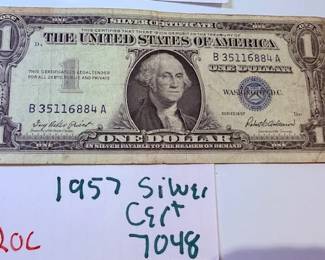 SILVER CERTIFICATE
THIS CERTIFIES THAT THERE IS ON DEPOSIT IN THE TREASURY OF
THE UNITED STATES OF AMERICA
B 35116884 A
THIS CERTIFICATE IS LEGAL TENDER
FOR ALL DEBTS, PUBLIC AND PRIVATE
WASHINGTON, D.C.
B 35116884 A
SERIES 1957
ONE DOLLAR
IN SILVER PAYABLE TO THE BEARER ON DEMAND
1957 Silver
Cert
7048
20C